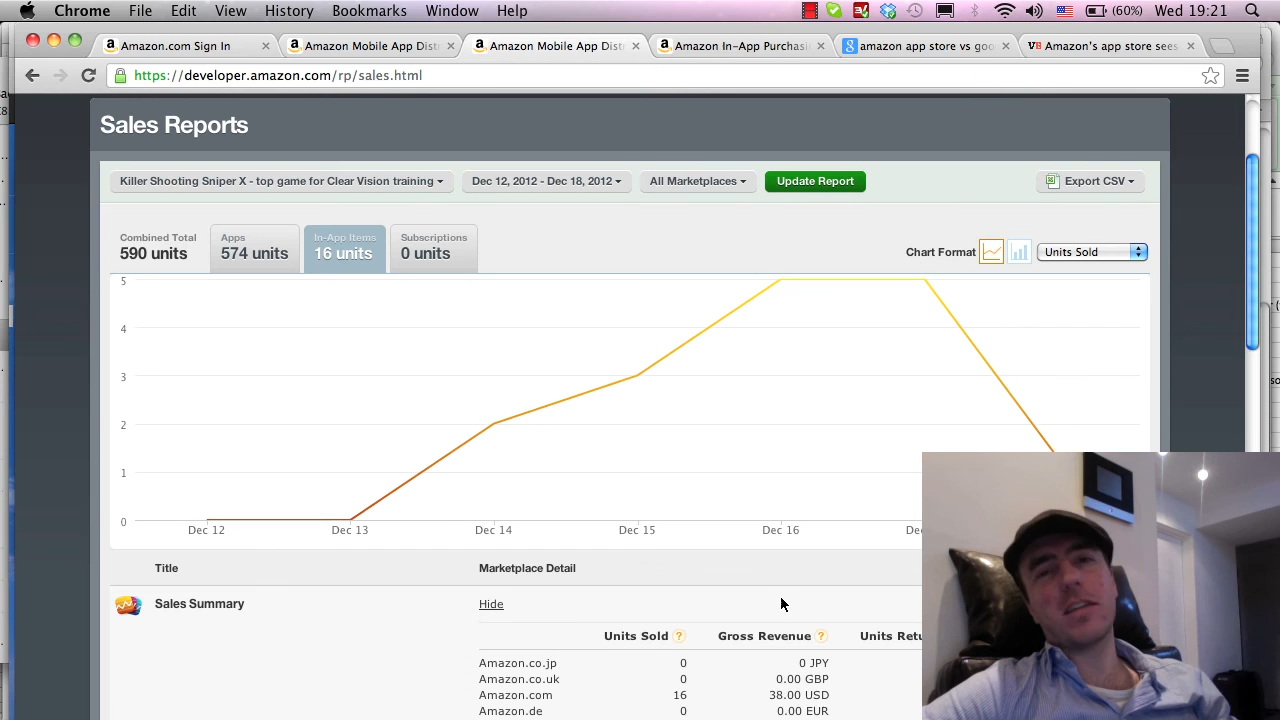 Chrome File Edit View History Bookmarks Window Help (60%) Wed 19:21
Amazon.com Sign In Amazon Mobile App Dist Amazon Mobile App Dist Amazon In-App Purcha amazon app store vs goo VB Amazon's app store sees
https://developer.amazon.com/rp/sales.html
Sales Reports
Killer Shooting Sniper X - top game for Clear Vision training Dec 12, 2012 - Dec 18, 2012 All Marketplaces Update Report Export CSV
Combined Total Apps In-App Items Subscriptions
590 units 574 units 16 units 0 units
Chart Format Units Sold
5
4
3
2
1
0
Dec 12 Dec 13 Dec 14 Dec 15 Dec 16
Title Marketplace Detail
Sales Summary Hide
Units Sold ? Gross Revenue ? Units Retu
Amazon.co.jp 0 0 JPY
Amazon.co.uk 0 0.00 GBP
Amazon.com 16 38.00 USD
Amazon.de 0 0.00 EUR